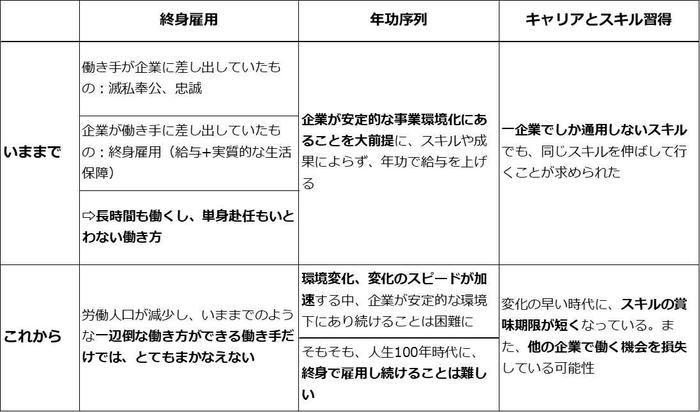 終身雇用
年功序列
キャリアとスキル習得
いままで
働き手が企業に差し出していたも
の：滅私奉公、忠誠
企業が働き手に差し出していたも
の：終身雇用（給与+実質的な生活
保障）
⇨長時間も働くし、単身赴任もいと
わない働き方
企業が安定的な事業環境化にあ
ることを大前提に、スキルや成
果によらず、年功で給与を上げ
る
一企業でしか通用しないスキル
でも、同じスキルを伸ばして行
くことが求められた
これから
労働人口が減少し、いままでのよう
な一辺倒な働き方ができる働き手だ
けでは、とてもまかなえない
環境変化、変化のスピードが加
速する中、企業が安定的な環境
下にあり続けることは困難に
そもそも、人生100年時代に、
終身で雇用し続けることは難し
い
変化の早い時代に、スキルの賞
味期限が短くなっている。ま
た、他の企業で働く機会を損失
している可能性